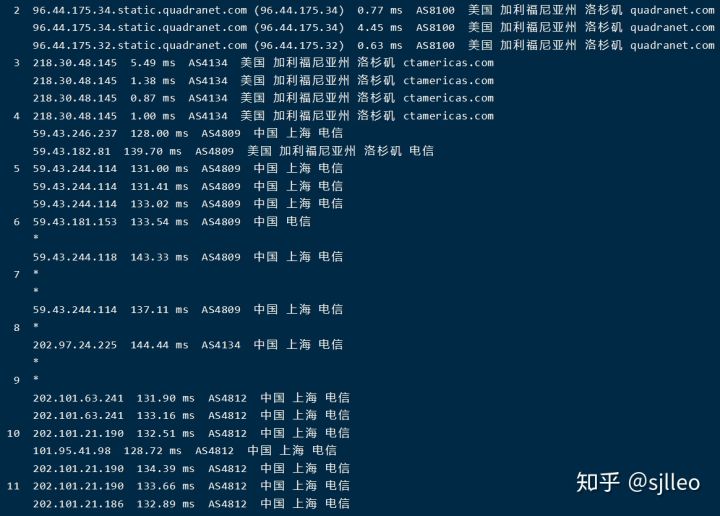 2 96.44.175.34.static.quadranet.com (96.44.175.34) 0.77 ms AS8100 美国 加利福尼亚州 洛杉矶 quadranet.com
96.44.175.34.static.quadranet.com (96.44.175.34) 4.45 ms AS8100 美国 加利福尼亚州 洛杉矶 quadranet.com
96.44.175.32.static.quadranet.com (96.44.175.32) 0.63 ms AS8100 美国 加利福尼亚州 洛杉矶 quadranet.com
3 218.30.48.145 5.49 ms AS4134 美国 加利福尼亚州 洛杉矶 ctamericas.com
218.30.48.145 1.38 ms AS4134 美国 加利福尼亚州 洛杉矶 ctamericas.com
218.30.48.145 0.87 ms AS4134 美国 加利福尼亚州 洛杉矶 ctamericas.com
4 218.30.48.145 1.00 ms AS4134 美国 加利福尼亚州 洛杉矶 ctamericas.com
59.43.246.237 128.00 ms AS4809 中国 上海 电信
59.43.182.81 139.70 ms AS4809 美国 加利福尼亚州 洛杉矶 电信
5 59.43.244.114 131.00 ms AS4809 中国 上海 电信
59.43.244.114 131.41 ms AS4809 中国 上海 电信
59.43.244.114 133.02 ms AS4809 中国 上海 电信
6 59.43.181.153 133.54 ms AS4809 中国 电信
*
59.43.244.118 143.33 ms AS4809 中国 上海 电信
7 *
*
59.43.244.114 137.11 ms AS4809 中国 上海 电信
8 *
202.97.24.225 144.44 ms AS4134 中国 上海 电信
*
9 *
202.101.63.241 131.90 ms AS4812 中国 上海 电信
202.101.63.241 133.16 ms AS4812 中国 上海 电信
10 202.101.21.190 132.51 ms AS4812 中国 上海 电信
101.95.41.98 128.72 ms AS4812 中国 上海 电信
202.101.21.190 134.39 ms AS4812 中国 上海 电信
11 202.101.21.190 133.66 ms AS4812 中国 上海 电信
202.101.21.186 132.89 ms AS4812 中国 上海 电信
知乎 @sjlleo